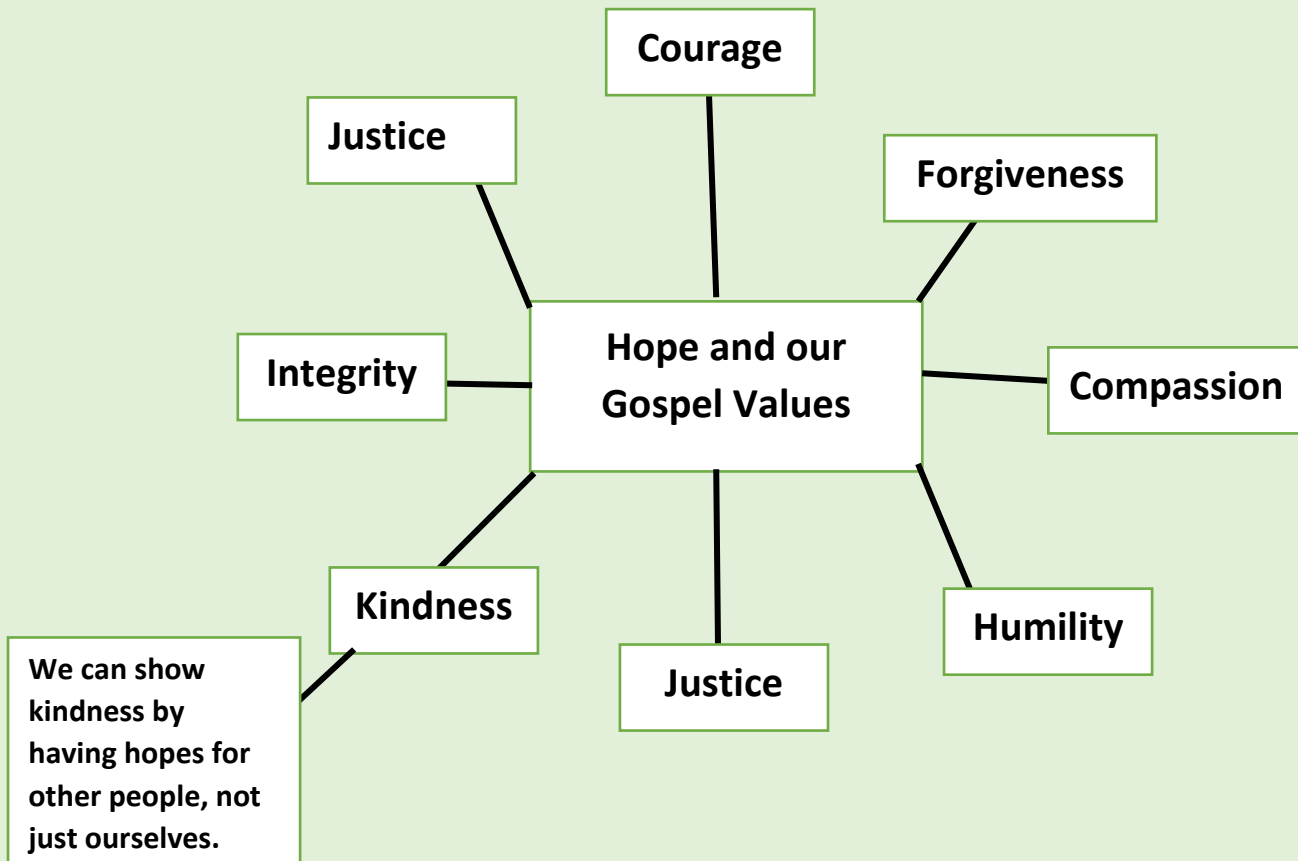 Courage
Justice
Forgiveness
Hope and our
Gospel Values
Integrity
Compassion
Kindness
Humility
Justice
We can show
kindness by
having hopes for
other people, not
just ourselves.